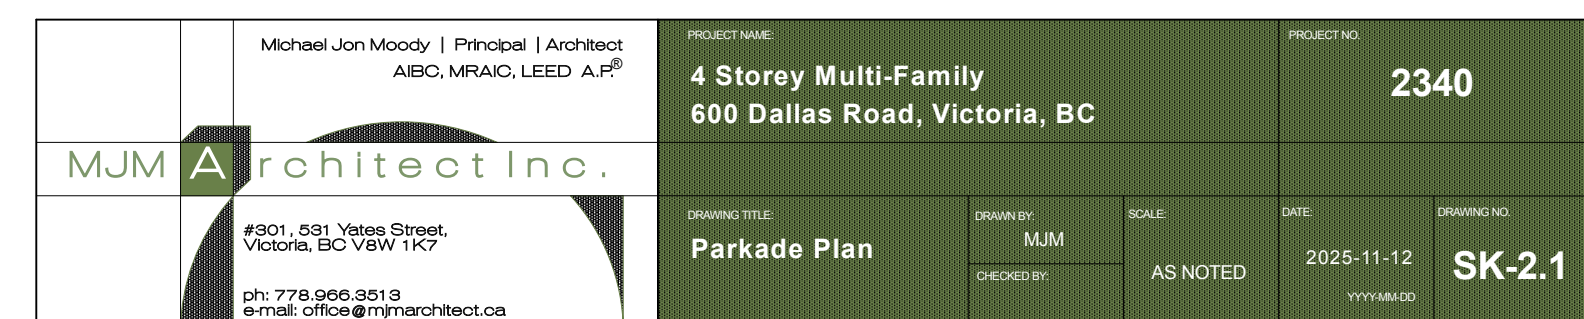 Michael Jon Moody | Principal | Architect
AIBC, MRAIC, LEED A.P.®
MJM Architect Inc.
#301, 531 Yates Street,
Victoria, BC V8W 1K7
ph: 778.966.3513
e-mail: office@mjmarchitect.ca
PROJECT NAME:
4 Storey Multi-Family
600 Dallas Road, Victoria, BC
PROJECT NO.
2340
DRAWING TITLE:
Parkade Plan
DRAWN BY:
MJM
CHECKED BY:
SCALE:
AS NOTED
DATE:
2025-11-12
YYYY-MM-DD
DRAWING NO.
SK-2.1